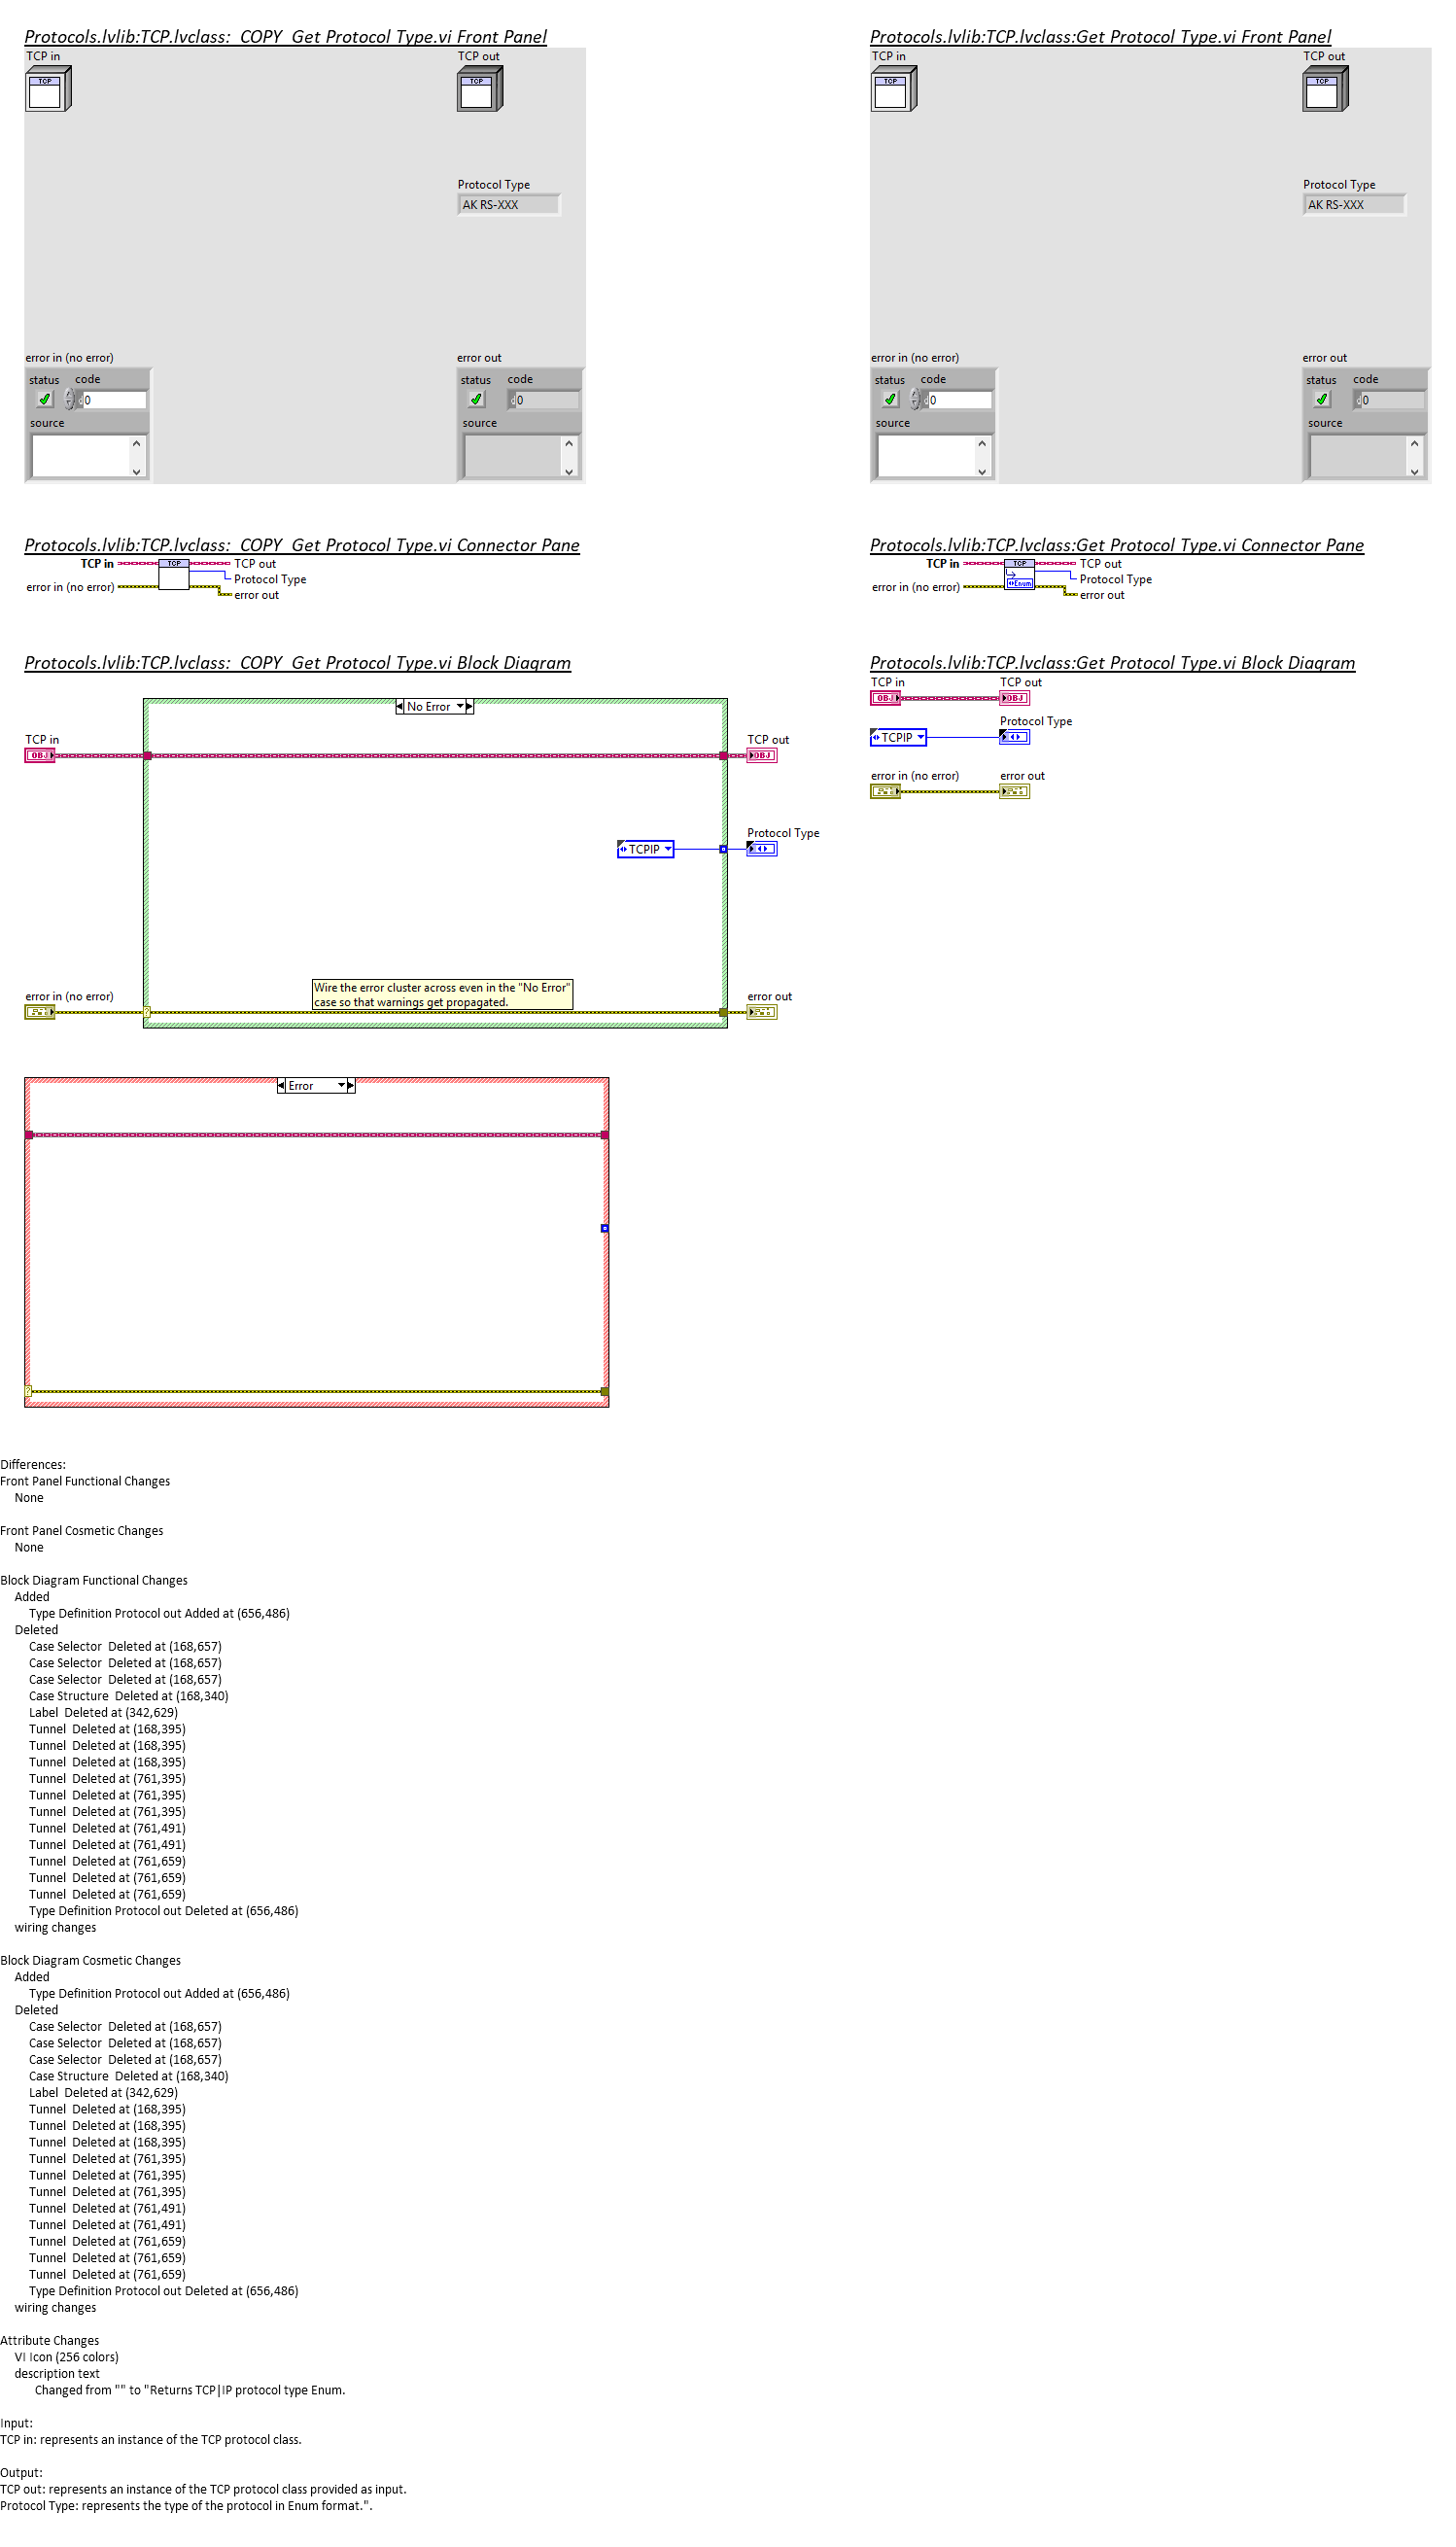 Protocols.lvlib:TCP.lvclass:_COPY_Get Protocol Type.vi Front Panel
TCP in
TCP out
TCP
TCP
Protocol Type
AK RS-XXX
error in (no error)
error out
status
code
status
code
d
0
d
0
source
source
Protocols.lvlib:TCP.lvclass:Get Protocol Type.vi Front Panel
TCP in
TCP out
TCP
TCP
Protocol Type
AK RS-XXX
error in (no error)
error out
status
code
status
code
d
0
d
0
source
source
Protocols.lvlib:TCP.lvclass:_COPY_Get Protocol Type.vi Connector Pane
TCP in
TCP
TCP out
Protocol Type
error in (no error)
error out
Protocols.lvlib:TCP.lvclass:Get Protocol Type.vi Connector Pane
TCP in
TCP
TCP out
Protocol Type
Enum
error in (no error)
error out
Protocols.lvlib:TCP.lvclass:_COPY_Get Protocol Type.vi Block Diagram
No Error
TCP in
TCP out
OBJ
OBJ
Protocol Type
TCPIP
Wire the error cluster across even in the "No Error"
case so that warnings get propagated.
error in (no error)
error out
?
Error
?
Protocols.lvlib:TCP.lvclass:Get Protocol Type.vi Block Diagram
TCP in
TCP out
OBJ
OBJ
Protocol Type
TCPIP
error in (no error)
error out
Differences:
Front Panel Functional Changes
None
Front Panel Cosmetic Changes
None
Block Diagram Functional Changes
Added
Type Definition Protocol out Added at (656,486)
Deleted
Case Selector  Deleted at (168,657)
Case Selector  Deleted at (168,657)
Case Selector  Deleted at (168,657)
Case Structure  Deleted at (168,340)
Label  Deleted at (342,629)
Tunnel  Deleted at (168,395)
Tunnel  Deleted at (168,395)
Tunnel  Deleted at (168,395)
Tunnel  Deleted at (761,395)
Tunnel  Deleted at (761,395)
Tunnel  Deleted at (761,395)
Tunnel  Deleted at (761,491)
Tunnel  Deleted at (761,491)
Tunnel  Deleted at (761,659)
Tunnel  Deleted at (761,659)
Tunnel  Deleted at (761,659)
Type Definition Protocol out Deleted at (656,486)
wiring changes
Block Diagram Cosmetic Changes
Added
Type Definition Protocol out Added at (656,486)
Deleted
Case Selector  Deleted at (168,657)
Case Selector  Deleted at (168,657)
Case Selector  Deleted at (168,657)
Case Structure  Deleted at (168,340)
Label  Deleted at (342,629)
Tunnel  Deleted at (168,395)
Tunnel  Deleted at (168,395)
Tunnel  Deleted at (168,395)
Tunnel  Deleted at (761,395)
Tunnel  Deleted at (761,395)
Tunnel  Deleted at (761,395)
Tunnel  Deleted at (761,491)
Tunnel  Deleted at (761,491)
Tunnel  Deleted at (761,659)
Tunnel  Deleted at (761,659)
Tunnel  Deleted at (761,659)
Type Definition Protocol out Deleted at (656,486)
wiring changes
Attribute Changes
VI Icon (256 colors)
description text
Changed from "" to "Returns TCP|IP protocol type Enum.
Input:
TCP in: represents an instance of the TCP protocol class.
Output:
TCP out: represents an instance of the TCP protocol class provided as input.
Protocol Type: represents the type of the protocol in Enum format.".